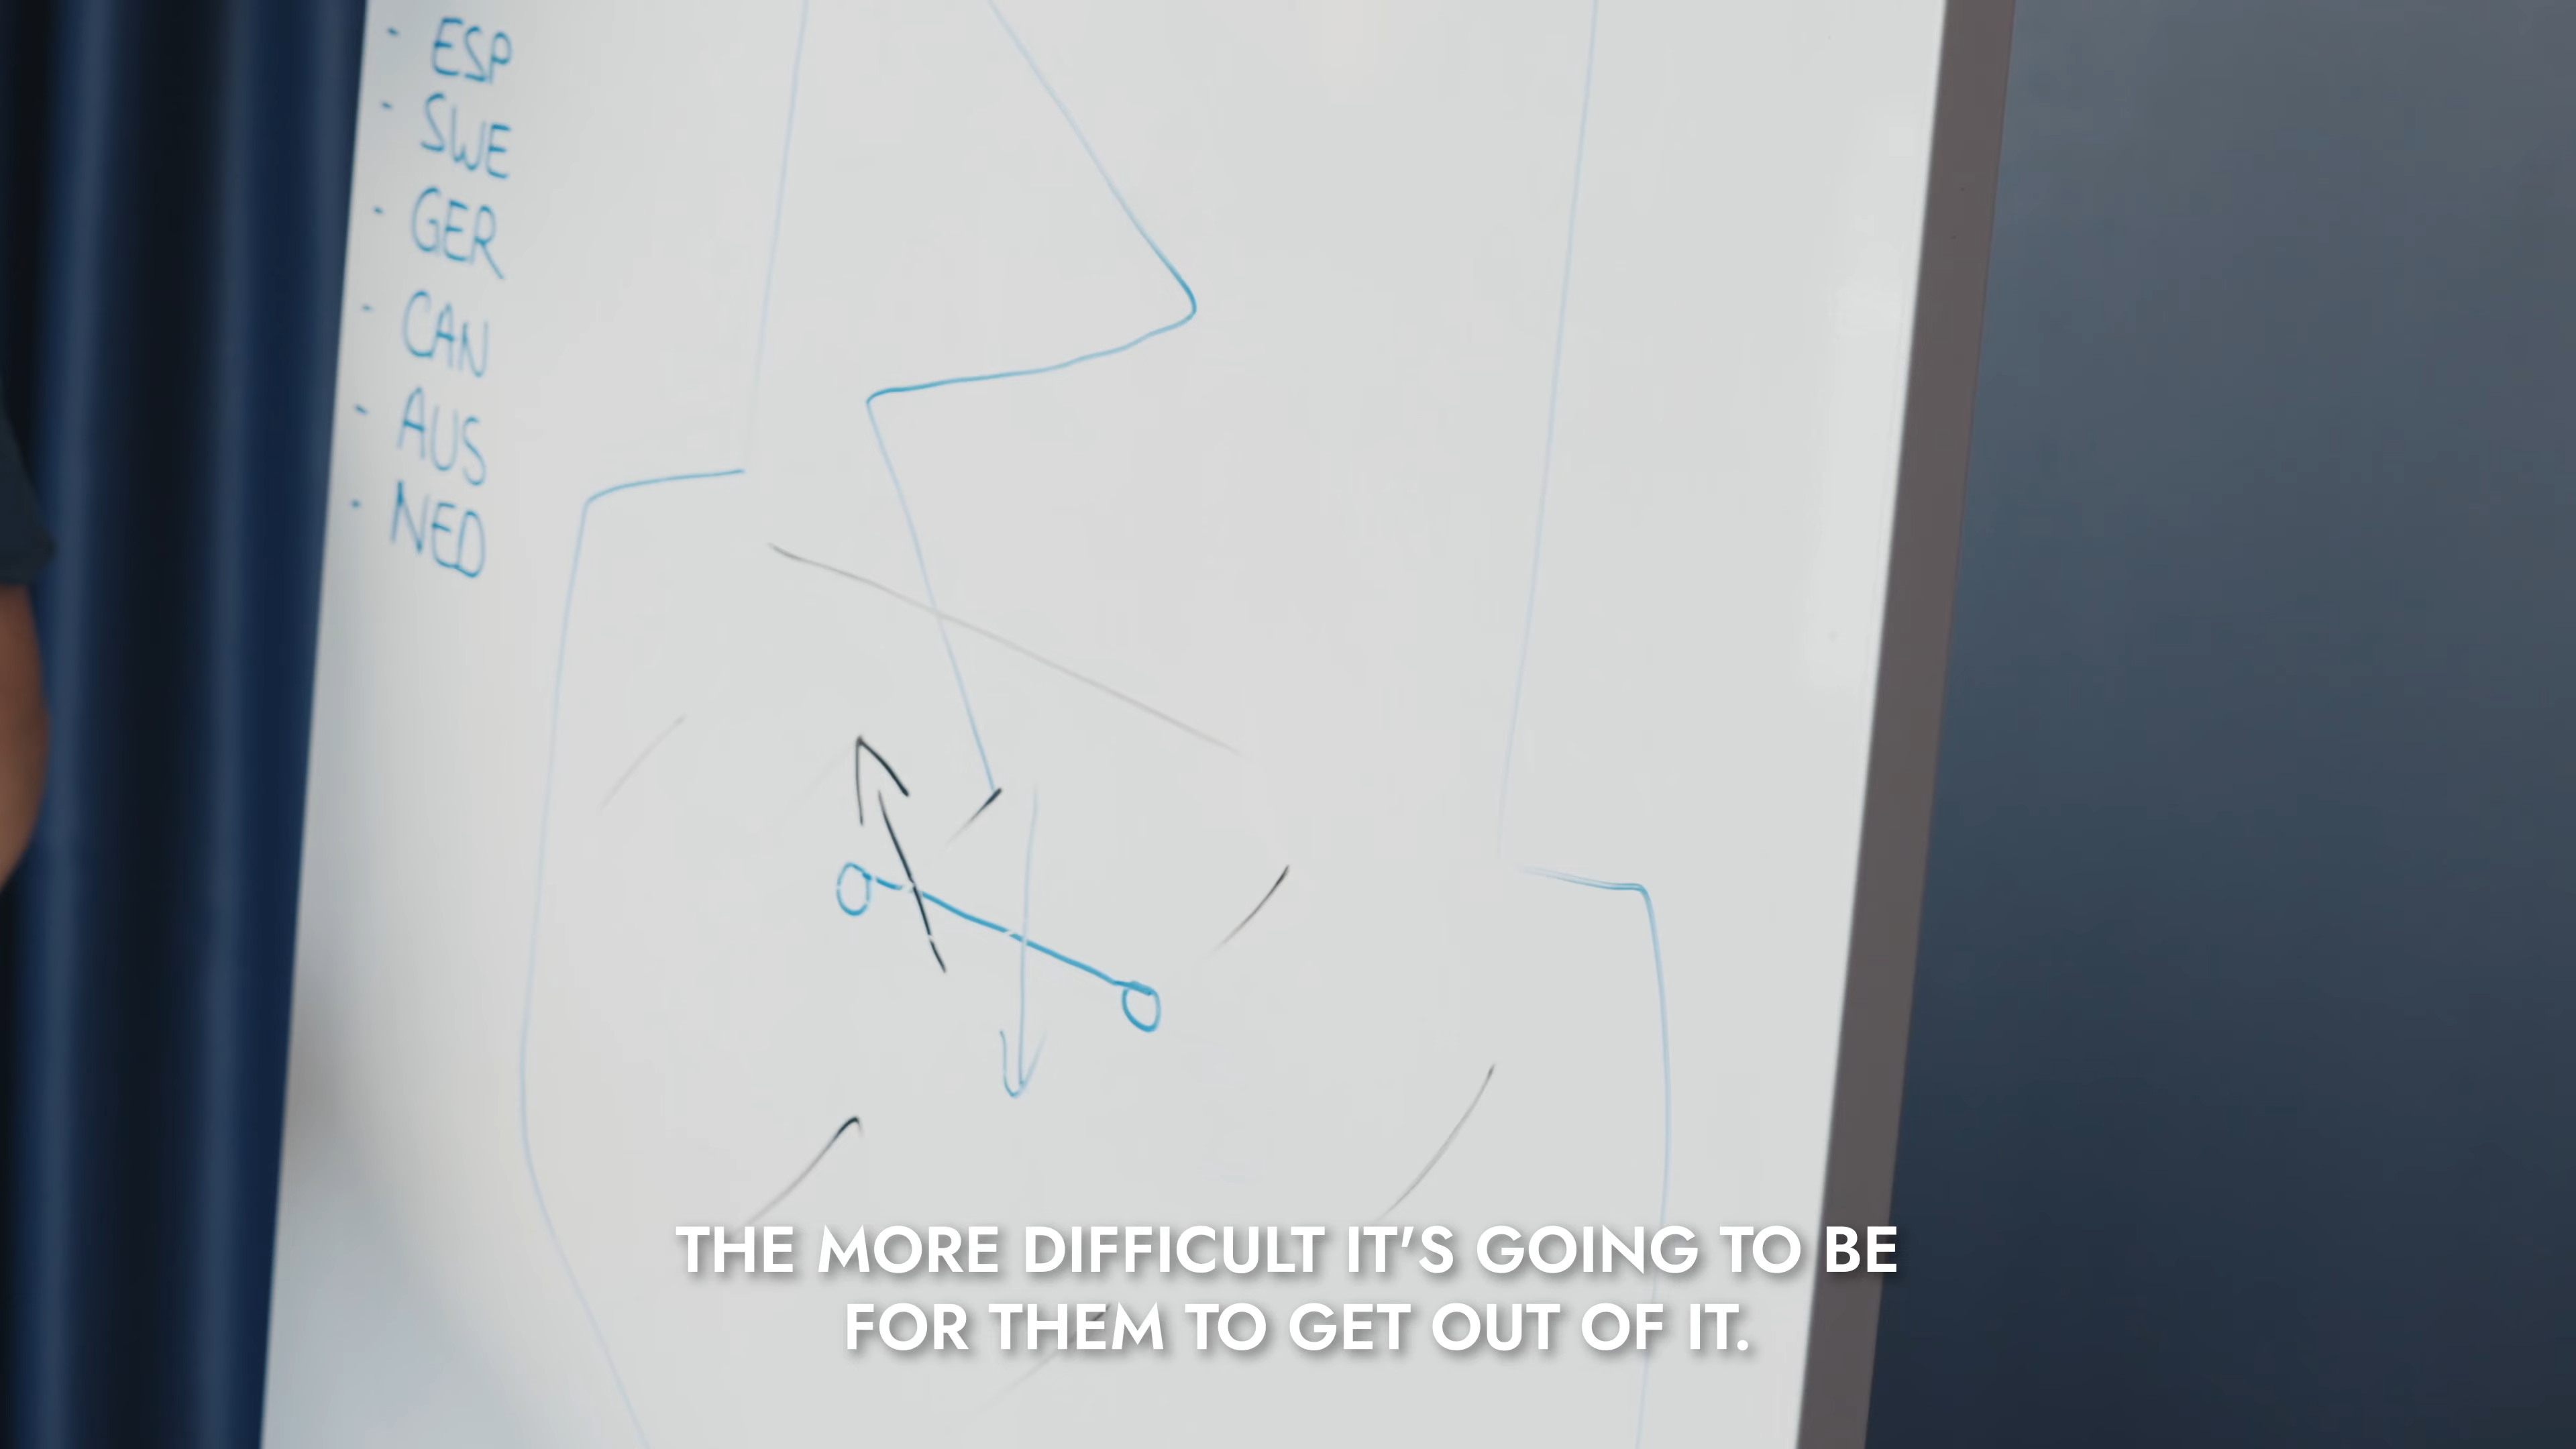 · ESP
· SWE
· GER
· CAN
· AUS
· NED
THE MORE DIFFICULT IT'S GOING TO BE
FOR THEM TO GET OUT OF IT.